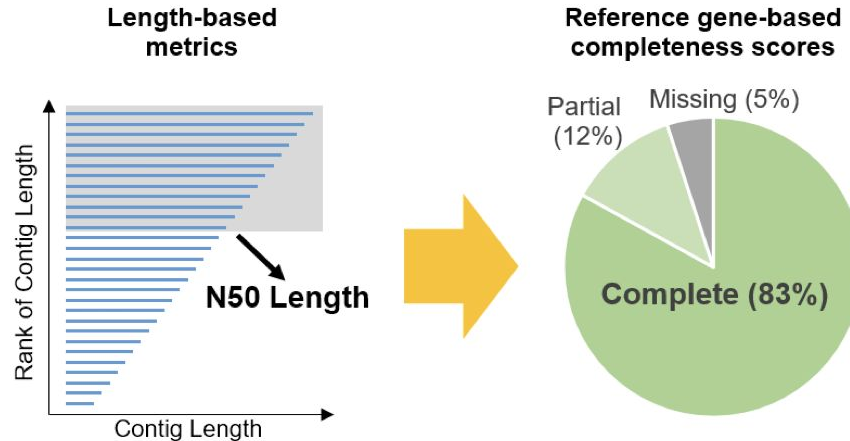 Length-based
metrics
Rank of Contig Length
N50 Length
Contig Length
Reference gene-based
completeness scores
Partial
(12%)
Missing (5%)
Complete (83%)